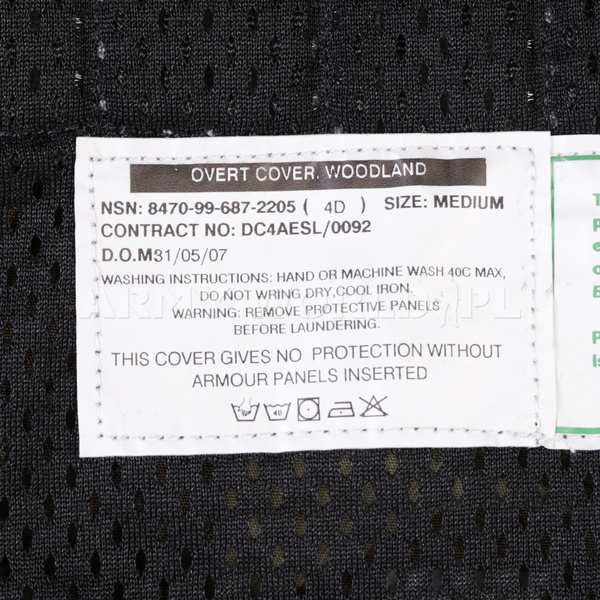 OVERT COVER, WOODLAND
NSN: 8470-99-687-2205 ( 4D ) SIZE: MEDIUM
CONTRACT NO: DC4AESL/0092
D.O.M31/05/07
WASHING INSTRUCTIONS: HAND OR MACHINE WASH 40C MAX,
DO NOT WRING DRY,COOL IRON.
WARNING: REMOVE PROTECTIVE PANELS
BEFORE LAUNDERING.
THIS COVER GIVES NO PROTECTION WITHOUT
ARMOUR PANELS INSERTED
40